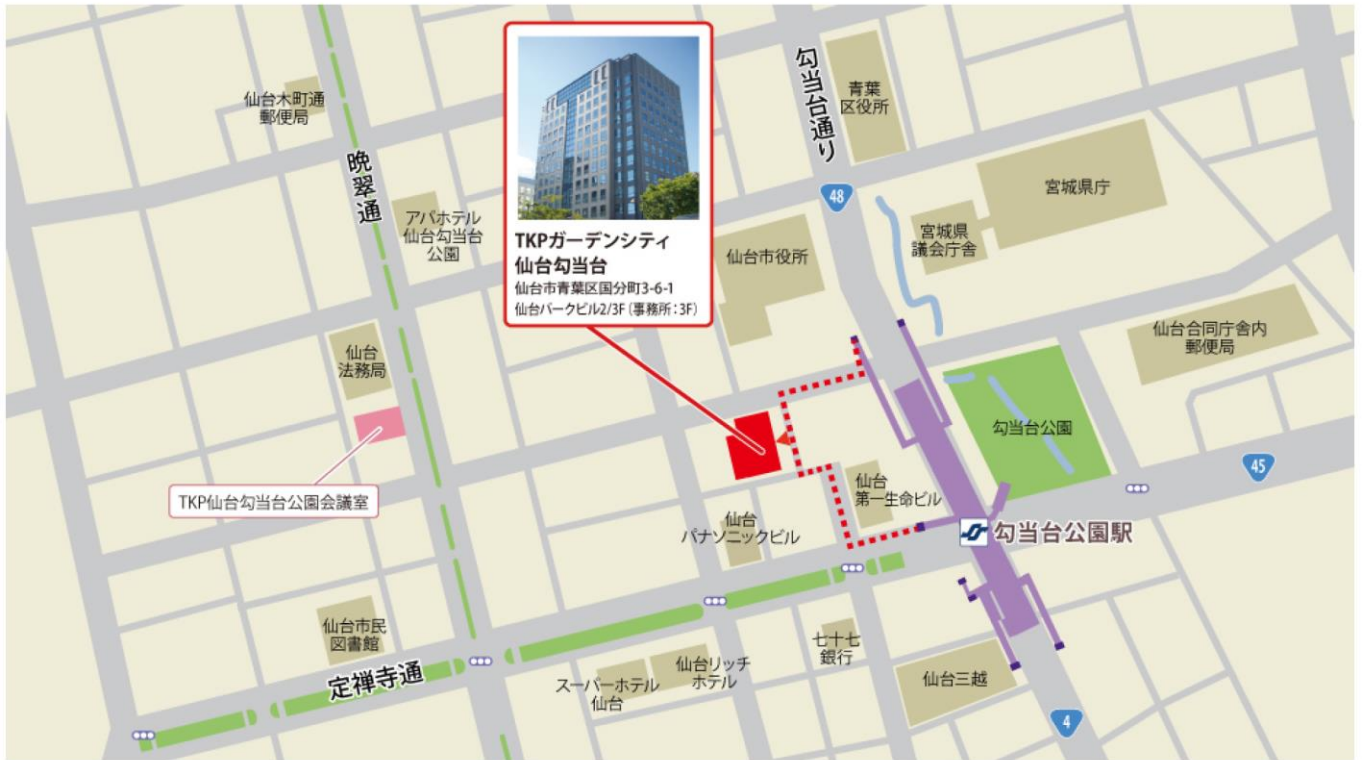 仙台木町通
郵便局
晩翠通
アパホテル
仙台勾当台
公園
TKPガーデンシティ
仙台勾当台
仙台市青葉区国分町3-6-1
仙台パークビル2/3F（事務所：3F）
勾当台通り
青葉
区役所
48
宮城県庁
宮城県
議会庁舎
仙台市役所
仙台合同庁舎内
郵便局
仙台
法務局
勾当台公園
45
TKP仙台勾当台公園会議室
仙台
第一生命ビル
仙台
パナソニックビル
勾当台公園駅
仙台市民
図書館
定禅寺通
スーパーホテル
仙台
仙台リッチ
ホテル
七十七
銀行
仙台三越
4